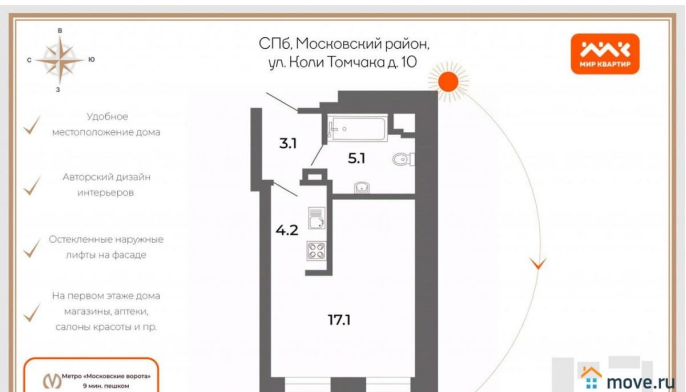 В
С
Ю
З
СПб, Московский район,
ул. Коли Томчака д. 10
МИР КВАРТИР
Удобное
местоположение дома
Авторский дизайн
интерьеров
Остекленные наружные
лифты на фасаде
На первом этаже дома
магазины, аптеки,
салоны красоты и пр.
Метро «Московские ворота»
9 мин. пешком
3.1
5.1
4.2
17.1
move.ru